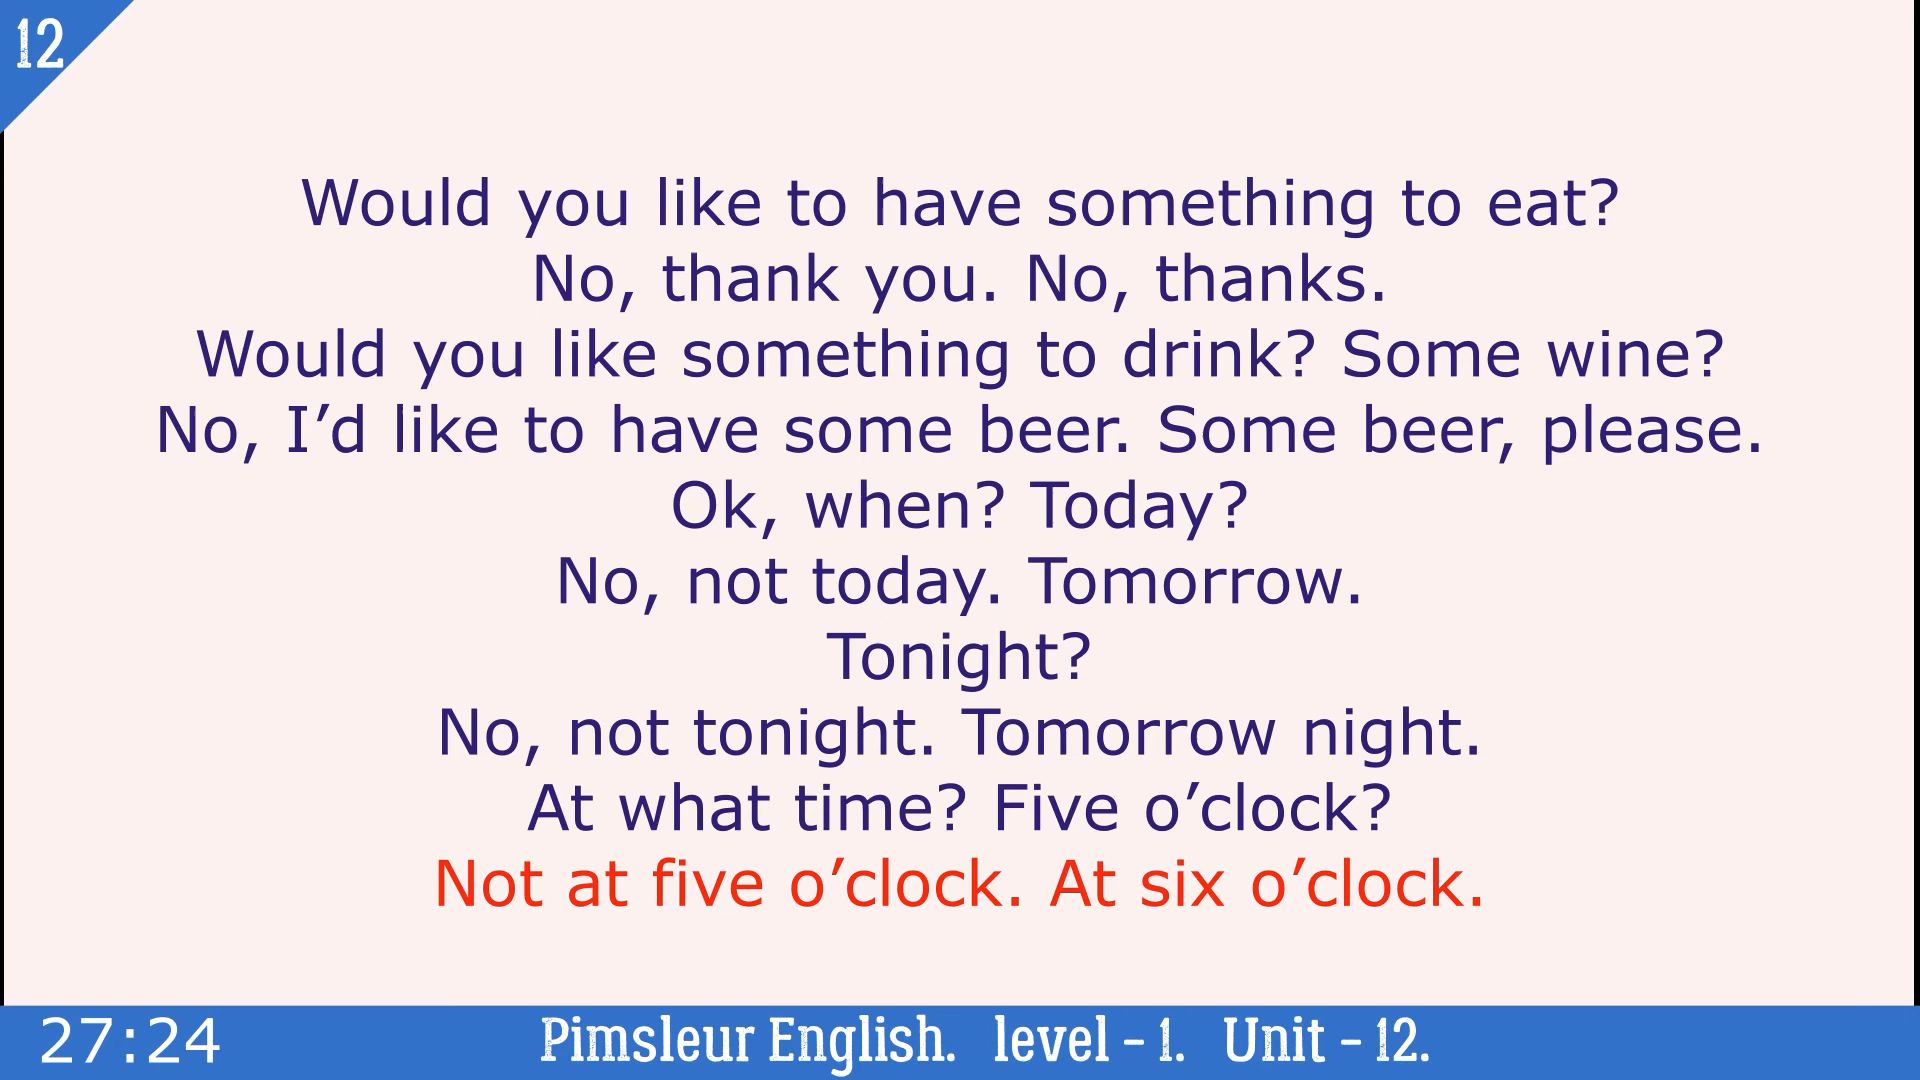 12
Would you like to have something to eat?
No, thank you. No, thanks.
Would you like something to drink? Some wine?
No, I’d like to have some beer. Some beer, please.
Ok, when? Today?
No, not today. Tomorrow.
Tonight?
No, not tonight. Tomorrow night.
At what time? Five o’clock?
Not at five o’clock. At six o’clock.
27:24 Pimsleur English. level – 1. Unit – 12.